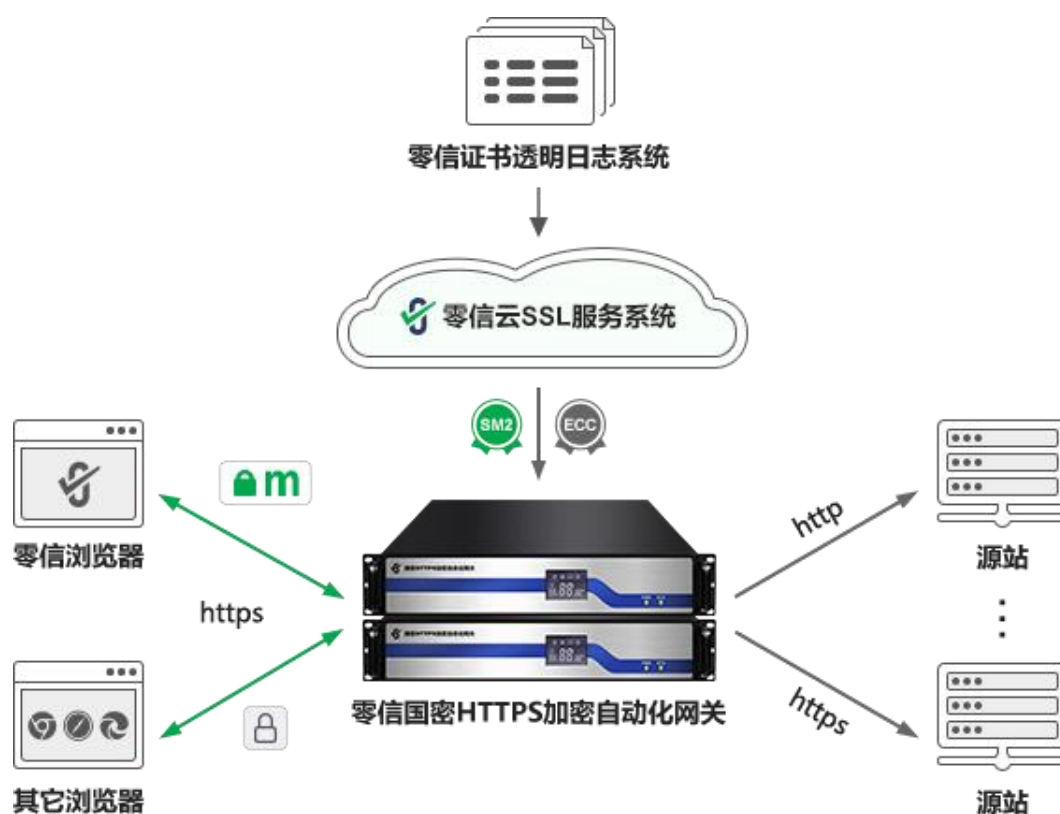 零信证书透明日志系统
零信云SSL服务系统
SM2
ECC
m
零信浏览器
https
其它浏览器
零信国密HTTPS加密自动化网关
http
源站
https
源站